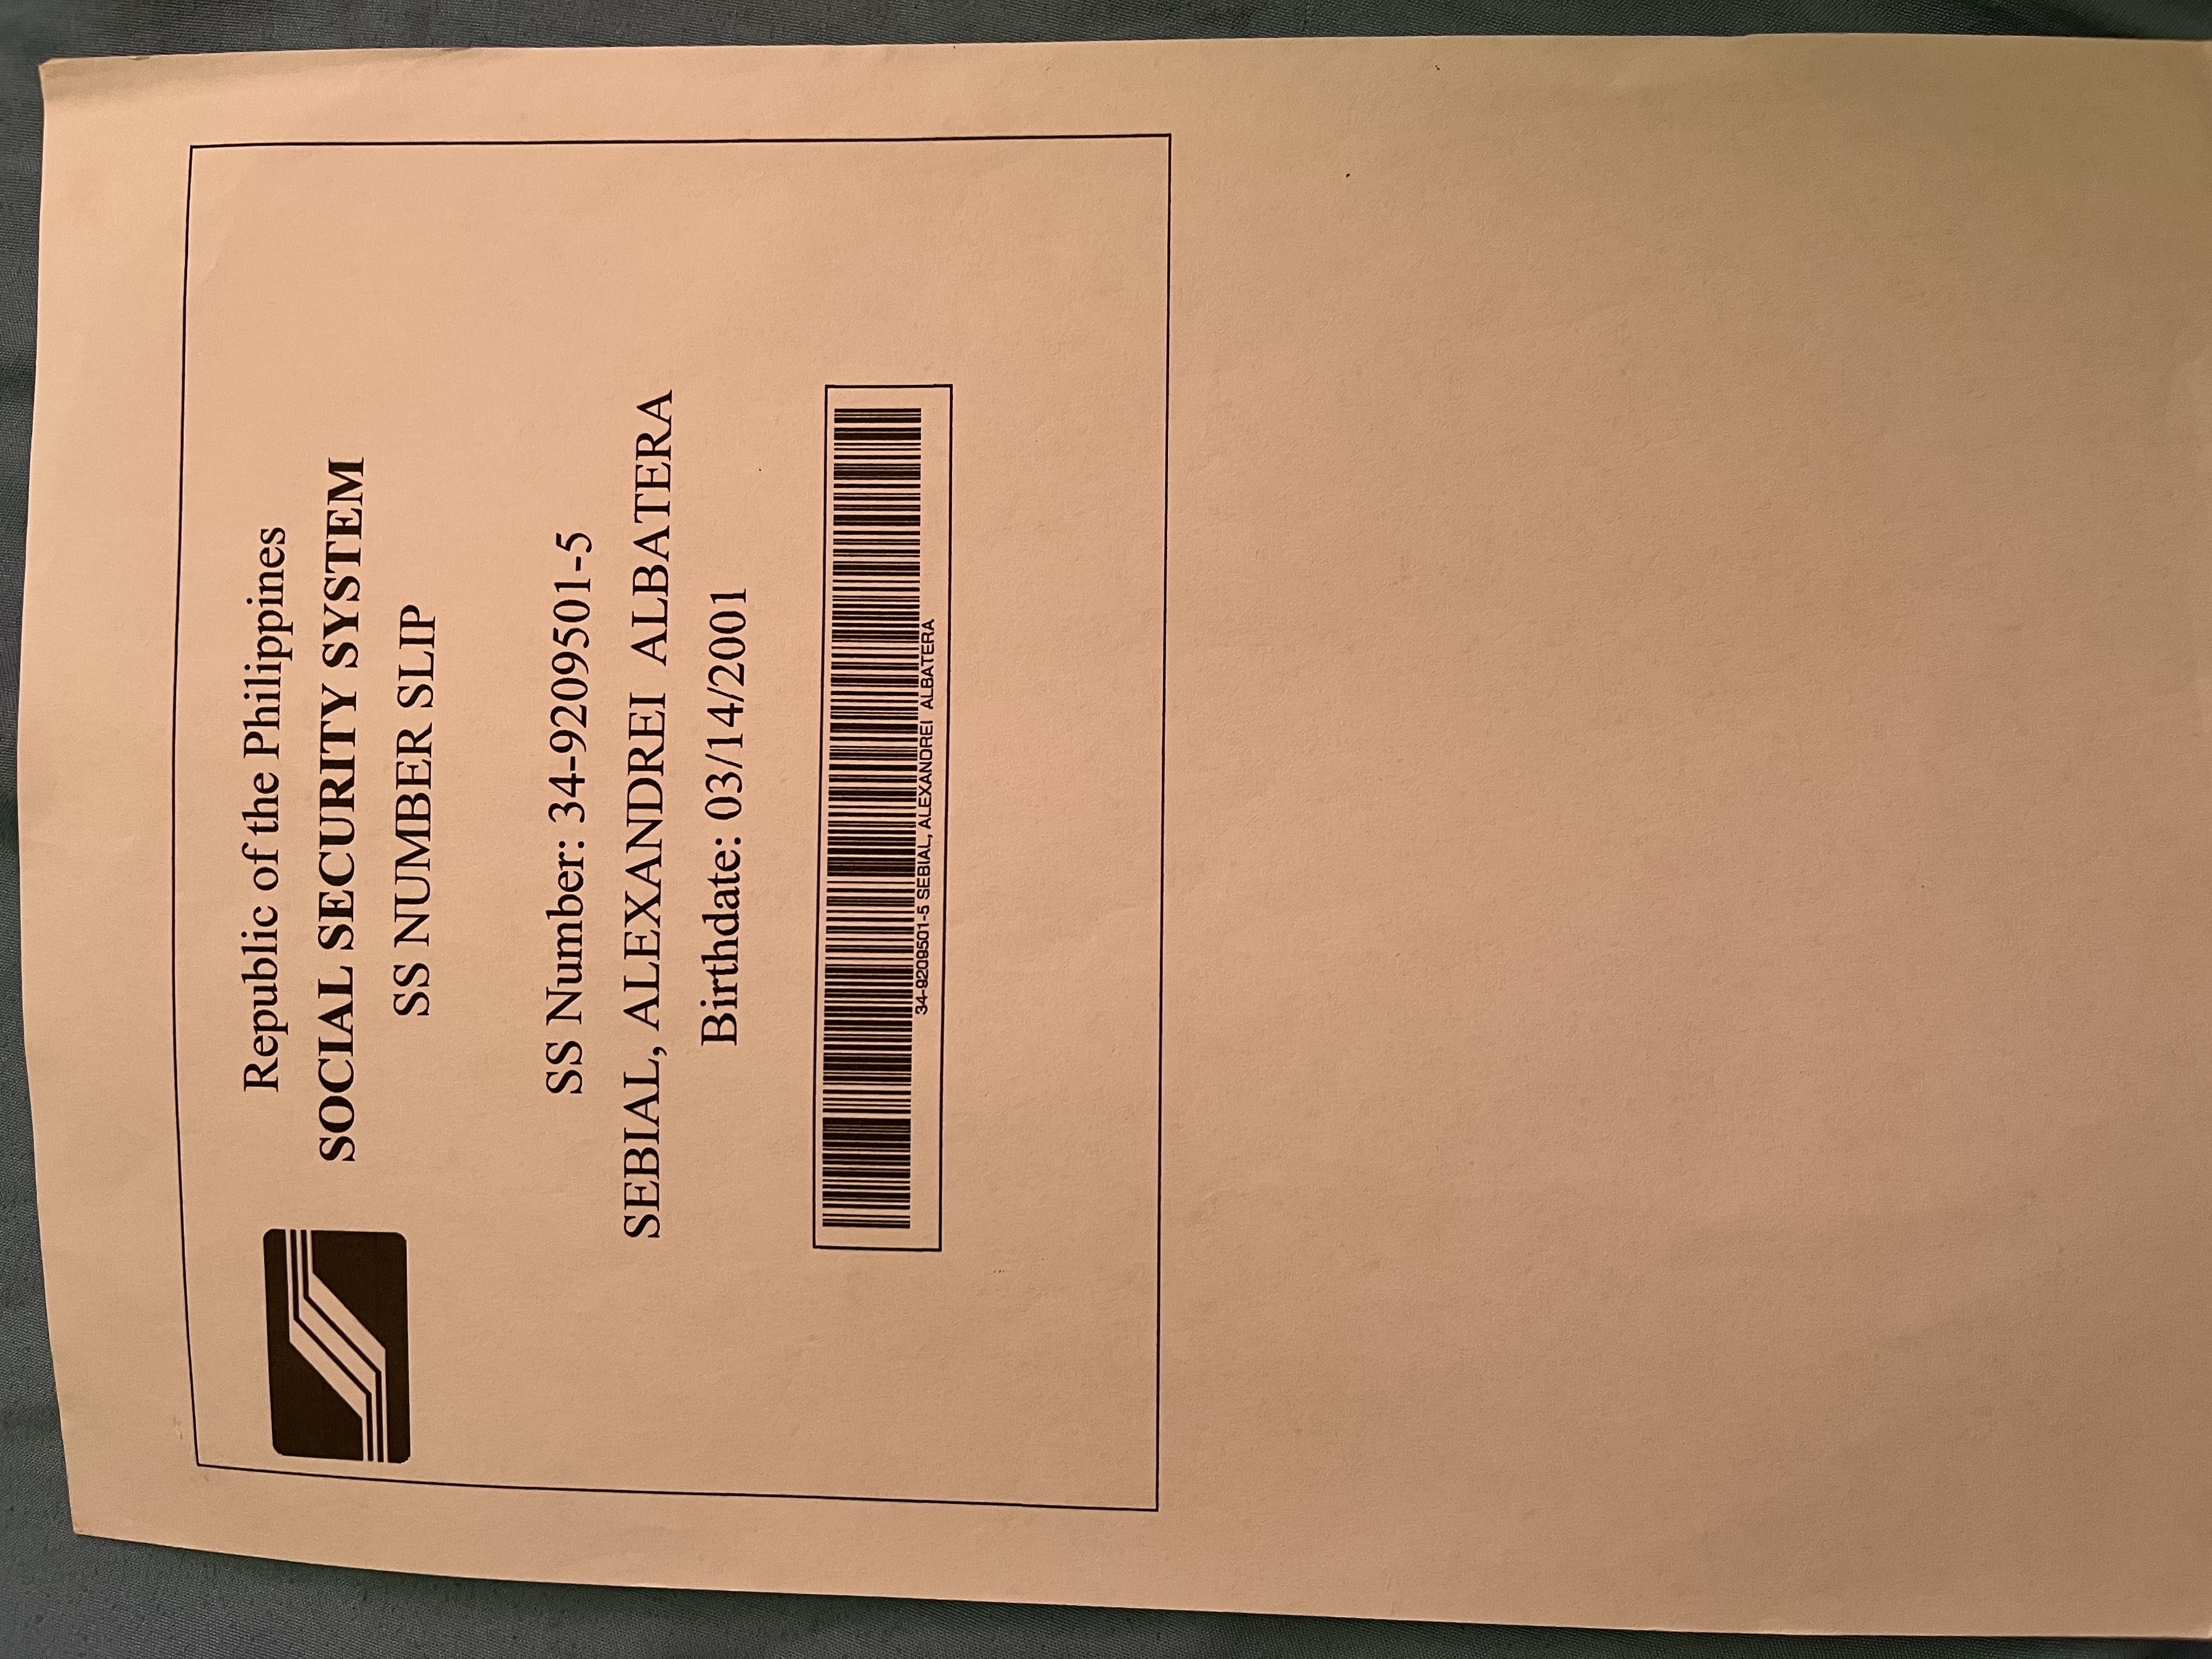 Republic of the Philippines
SOCIAL SECURITY SYSTEM
SS NUMBER SLIP
SS Number: 34-9209501-5
SEBIAL, ALEXANDREI ALBATERA
Birthdate: 03/14/2001
34-9209501-5 SEBIAL, ALEXANDREI ALBATERA